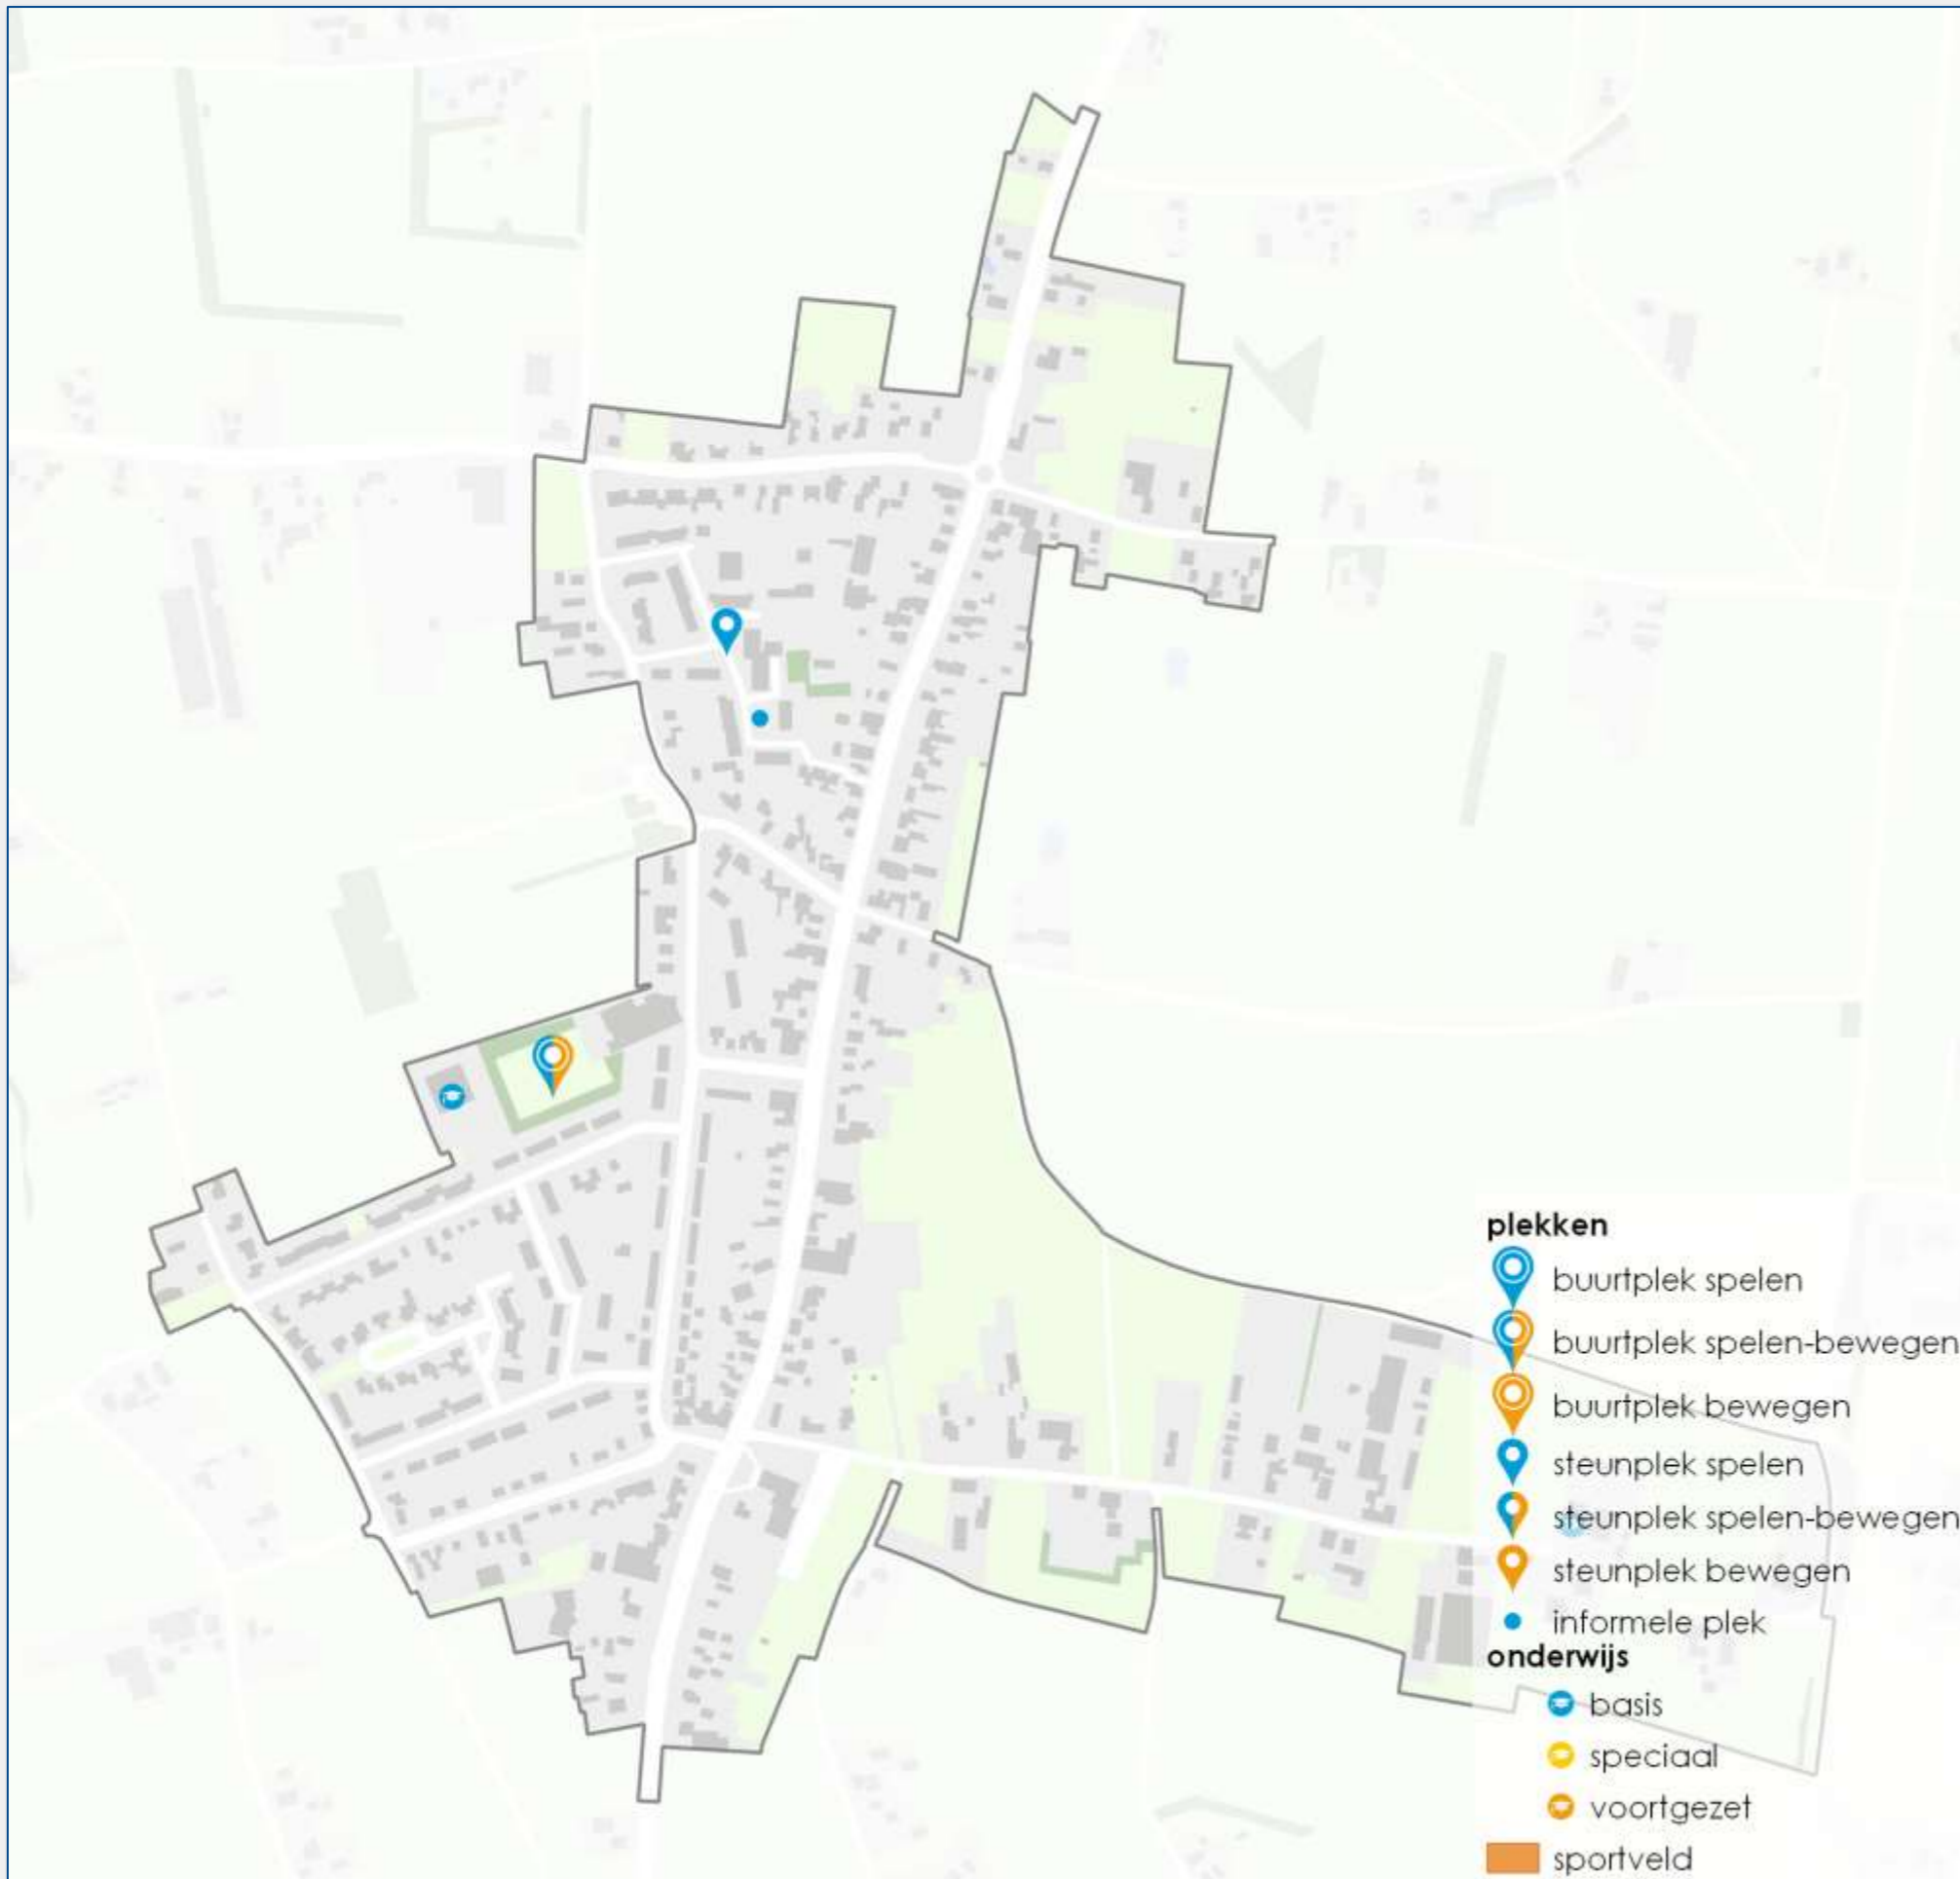 plekken
buurtplek spelen
buurtplek spelen-bewegen
buurtplek bewegen
steunplek spelen
steunplek spelen-bewegen
steunplek bewegen
informele plek
onderwijs
basis
speciaal
voortgezet
sportveld